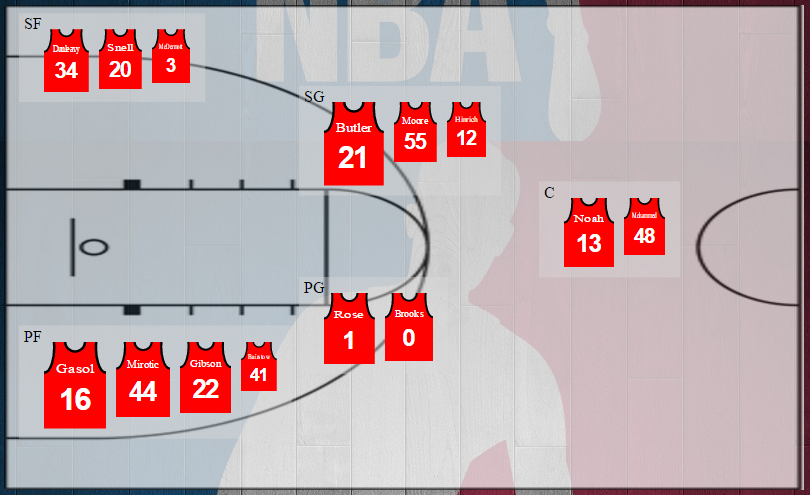 NBA
SF
Dunleavy
34
Snell
20
McDermott
3
SG
Butler
21
Moore
55
Hinrich
12
C
Noah
13
Mohammed
48
PG
Rose
1
Brooks
0
PF
Gasol
16
Mirotic
44
Gibson
22
Bairstow
41